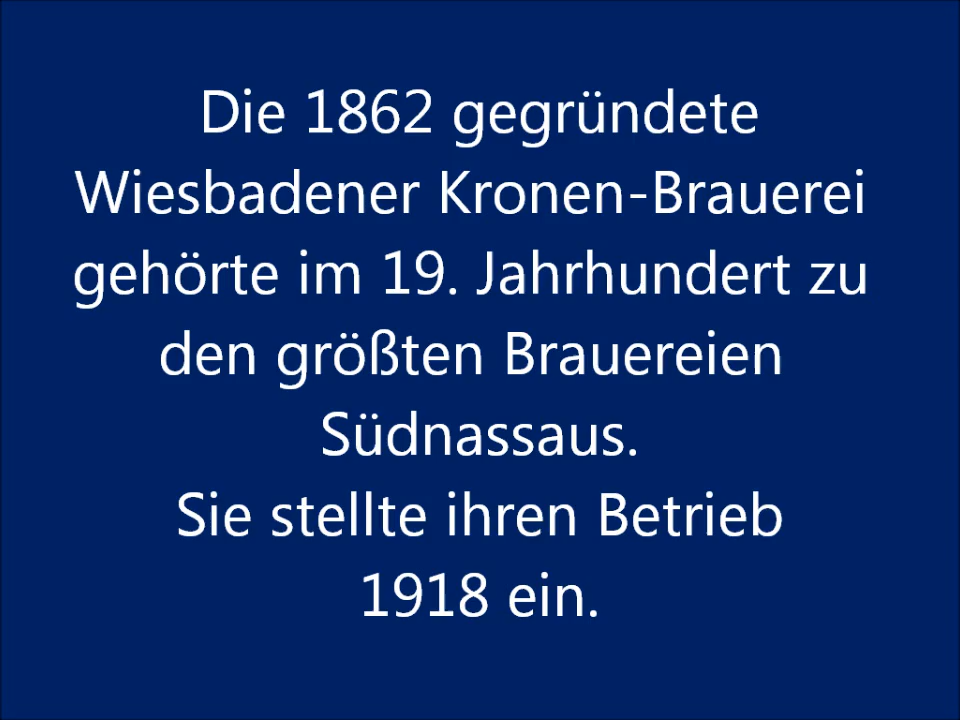 Die 1862 gegründete
Wiesbadener Kronen-Brauerei
gehörte im 19. Jahrhundert zu
den größten Brauereien
Südnassaus.
Sie stellte ihren Betrieb
1918 ein.